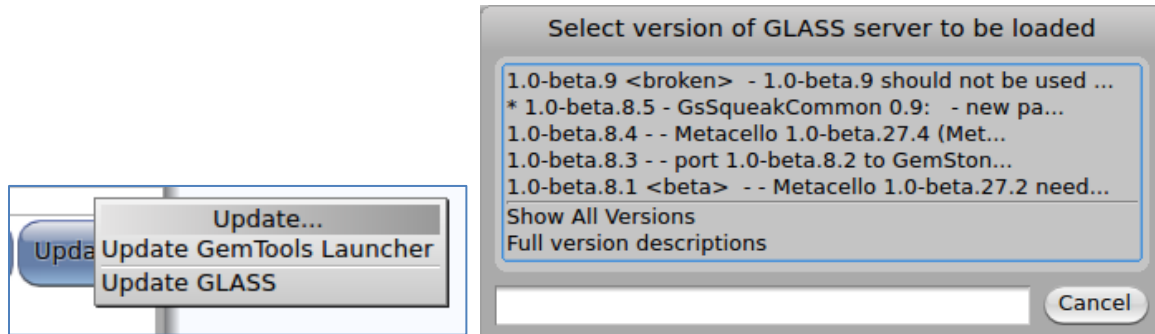 Update...
Upda
Update GemTools Launcher
Update GLASS
Select version of GLASS server to be loaded
1.0-beta.9 <broken>  - 1.0-beta.9 should not be used ...
* 1.0-beta.8.5 - GsSqueakCommon 0.9:   - new pa...
1.0-beta.8.4 - - Metacello 1.0-beta.27.4 (Met...
1.0-beta.8.3 - - port 1.0-beta.8.2 to GemSton...
1.0-beta.8.1 <beta>  - - Metacello 1.0-beta.27.2 need...
Show All Versions
Full version descriptions
Cancel